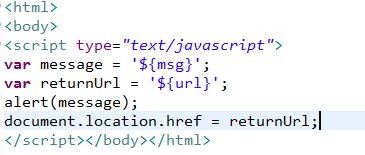 <html>
<body>
<script type="text/javascript">
var message = '${msg}';
var returnUrl = '${url}';
alert(message);
document.location.href = returnUrl;
</script></body></html>